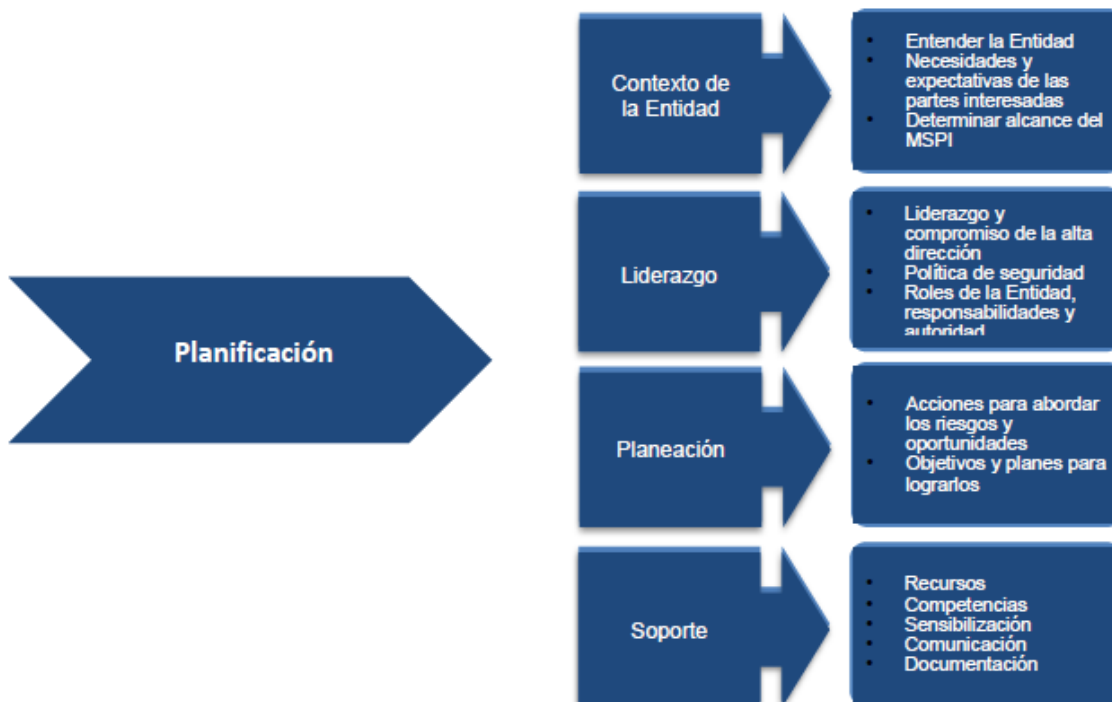 Planificación
Contexto de
la Entidad
• Entender la Entidad
• Necesidades y
expectativas de las
partes interesadas
• Determinar alcance del
MSPI
Liderazgo
• Liderazgo y
compromiso de la alta
dirección
• Política de seguridad
• Roles de la Entidad,
responsabilidades y
autoridad
Planeación
• Acciones para abordar
los riesgos y
oportunidades
• Objetivos y planes para
lograrlos
Soporte
• Recursos
• Competencias
• Sensibilización
• Comunicación
• Documentación